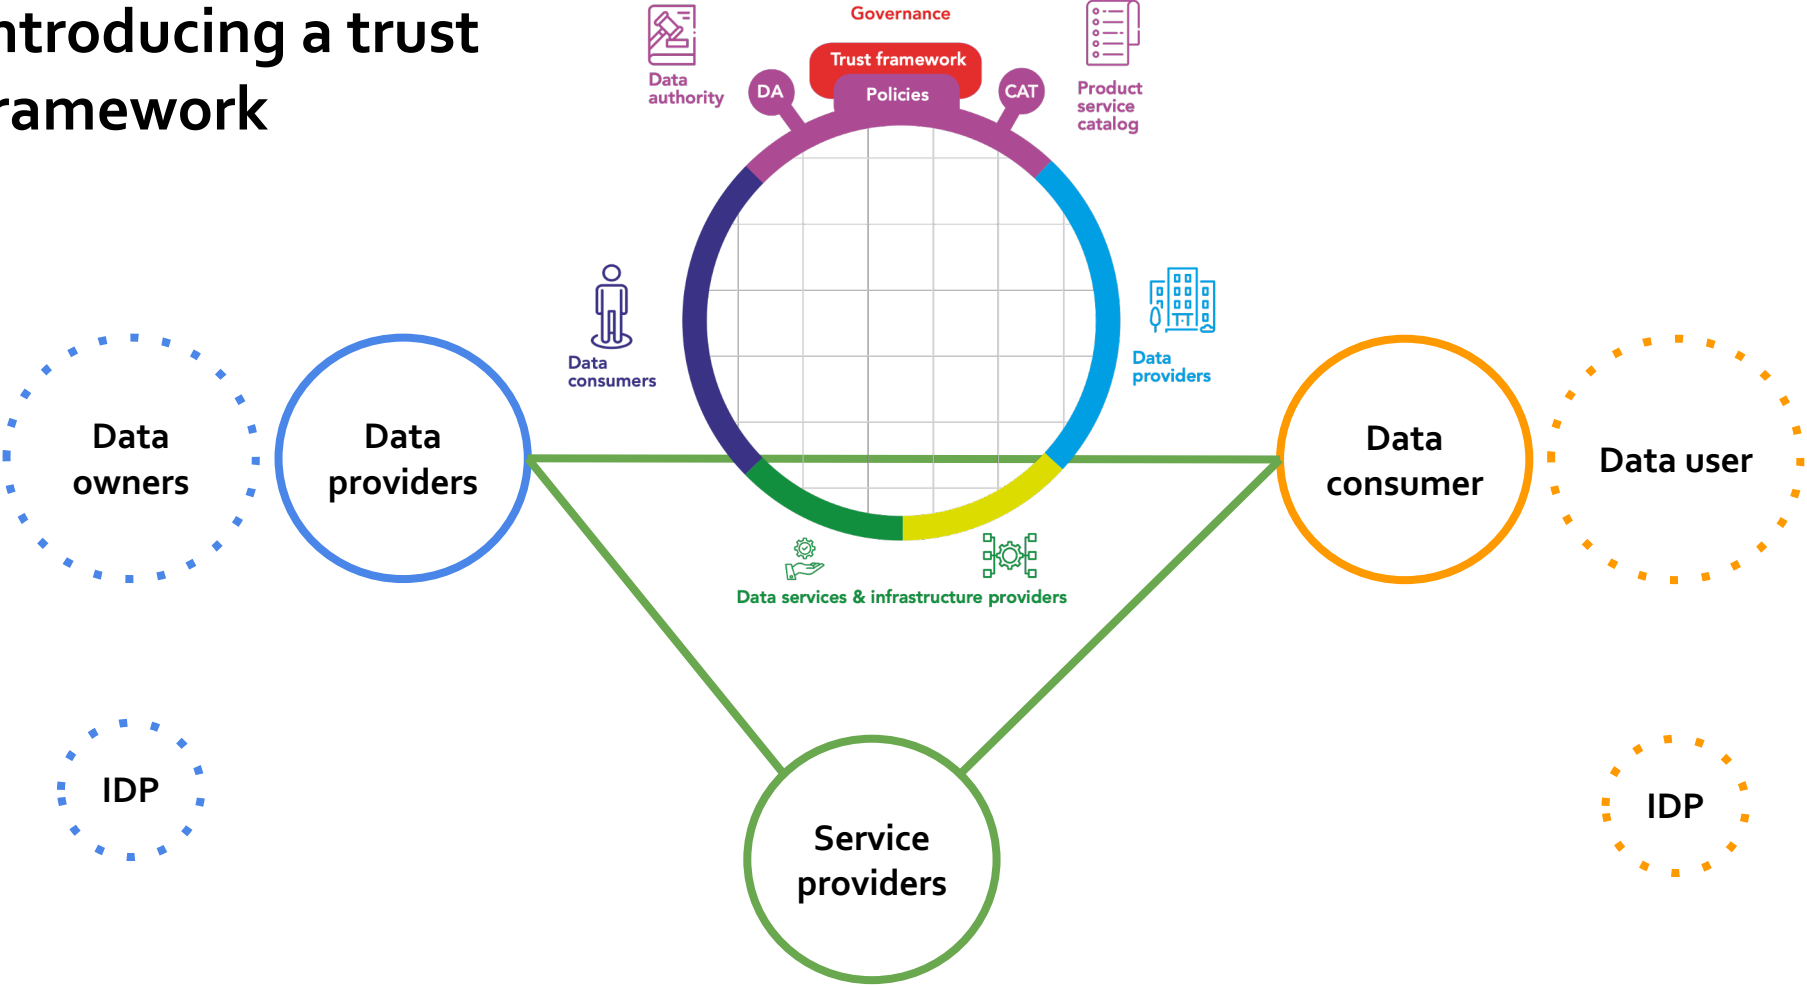 ntroducing a trust
ramework
Governance
Trust framework
Policies
DA
CAT
Data
authority
Product
service
catalog
Data
consumers
Data
providers
Data
owners
Data
providers
Data
consumer
Data user
Data services & infrastructure providers
IDP
IDP
Service
providers